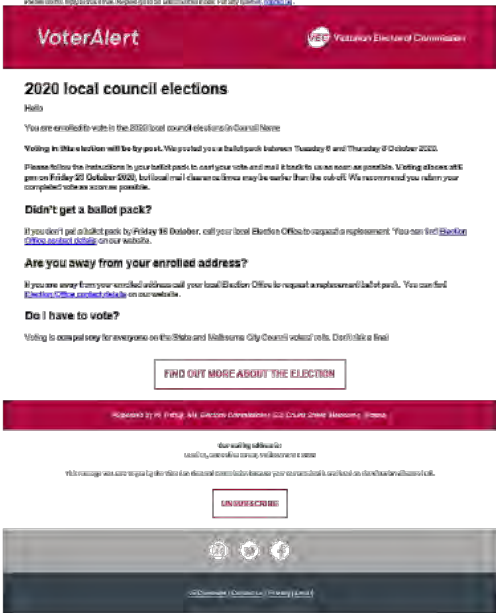 VoterAlert
VEC Victorian Electoral Commission
2020 local council elections
Hello
You are enrolled to vote in the 2020 local council elections in Council Name
Voting in this election will be by post. We posted you a ballot pack between Tuesday 6 and Thursday 8 October 2020.
Please follow the instructions in your ballot pack to cast your vote and mail it back to us as soon as possible. Voting closes at 6
pm on Friday 23 October 2020, but local mail clearance times may be earlier than the cut-off. We recommend you return your
completed vote as soon as possible.
Didn't get a ballot pack?
If you don't get a ballot pack by Friday 16 October, call your local Election Office to request a replacement. You can find Election
Office contact details on our website.
Are you away from your enrolled address?
If you are away from your enrolled address call your local Election Office to request a replacement ballot pack. You can find
Election Office contact details on our website.
Do I have to vote?
Voting is compulsory for everyone on the State and Melbourne City Council voters' rolls. Don't risk a fine!
FIND OUT MORE ABOUT THE ELECTION
Our mailing address is:
UNSUBSCRIBE